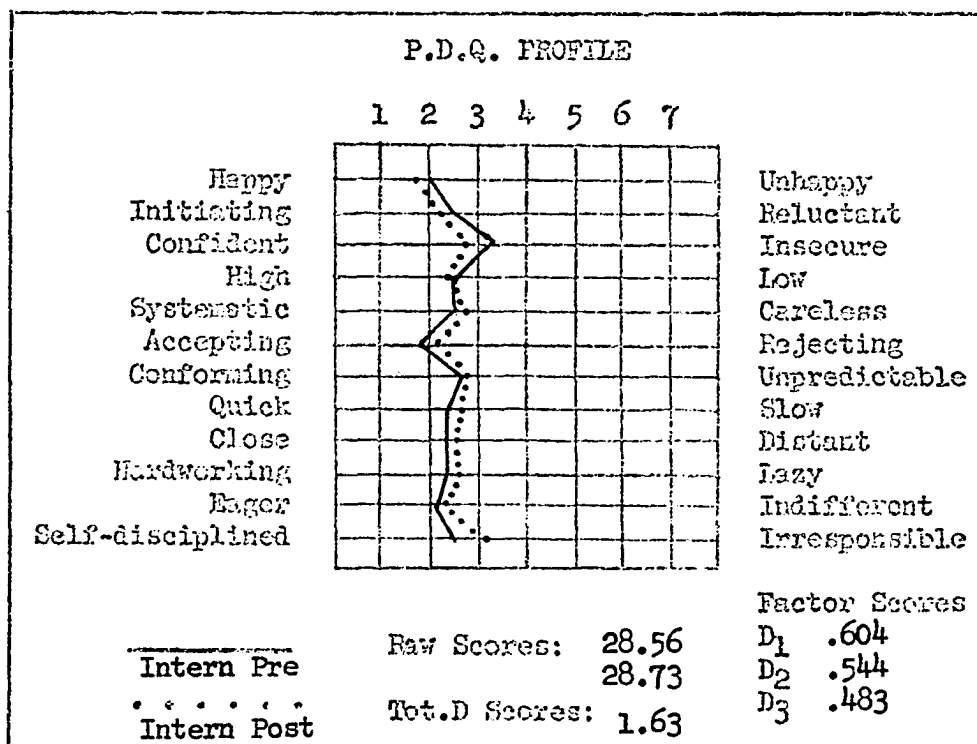 P.D.Q. PROFILE
1 2 3 4 5 6 7
Happy Unhappy
Initiating Reluctant
Confident Insecure
High Low
Systematic Careless
Accepting Rejecting
Conforming Unpredictable
Quick Slow
Close Distant
Hardworking Lazy
Eager Indifferent
Self-disciplined Irresponsible
Factor Scores
Intern Pre Raw Scores: 28.56 D1 .604
28.73 D2 .544
Intern Post Tot.D Scores: 1.63 D3 .483